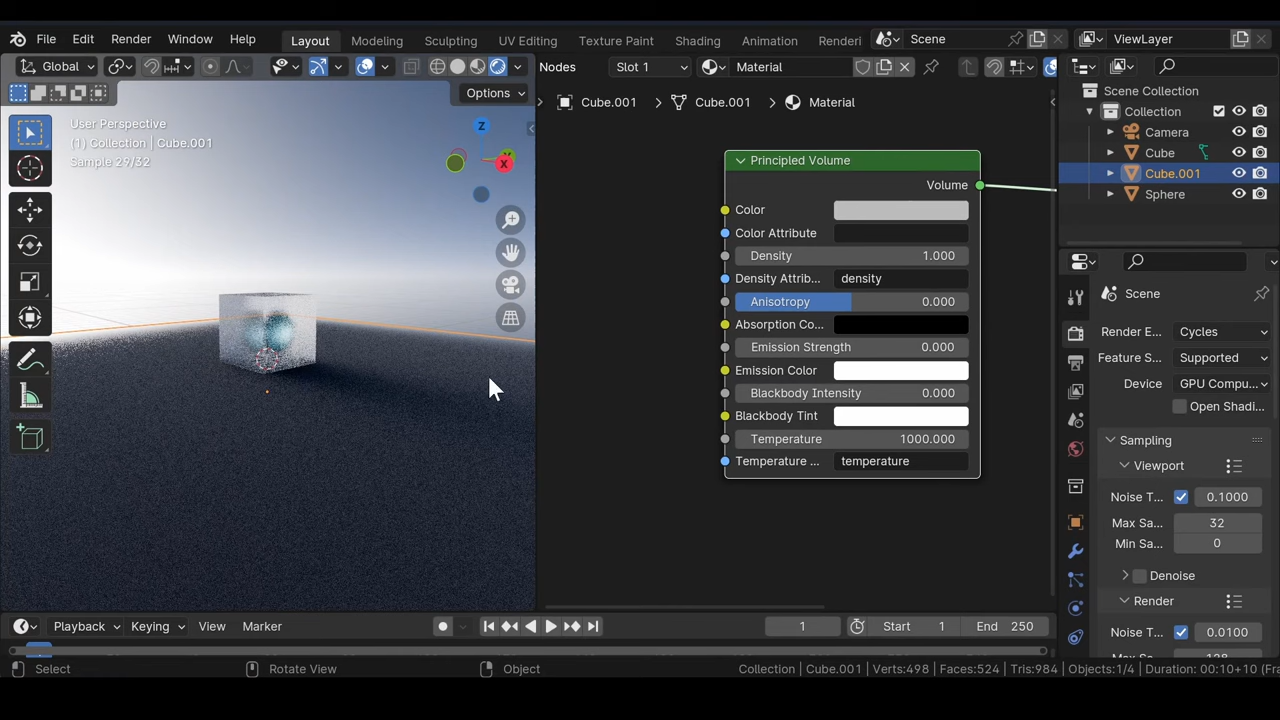 File Edit Render Window Help Layout Modeling Sculpting UV Editing Texture Paint Shading Animation Renderi Scene ViewLayer
Global Nodes Slot 1 Material
Options
Cube.001 Cube.001 Material
User Perspective
(1) Collection | Cube.001
Sample 29/32
Z
Y
X
Principled Volume
Volume
Color
Color Attribute
Density 1.000
Density Attrib... density
Anisotropy 0.000
Absorption Co...
Emission Strength 0.000
Emission Color
Blackbody Intensity 0.000
Blackbody Tint
Temperature 1000.000
Temperature ... temperature
Scene Collection
Collection
Camera
Cube
Cube.001
Sphere
Scene
Render E... Cycles
Feature S... Supported
Device GPU Compu...
Open Shadi...
Sampling
Viewport
Noise T... 0.1000
Max Sa... 32
Min Sa... 0
Denoise
Render
Noise T... 0.0100
Playback Keying View Marker 1 Start 1 End 250
Select Rotate View Object Collection | Cube.001 | Verts:498 | Faces:524 | Tris:984 | Objects:1/4 | Duration: 00:10+10 (Fra